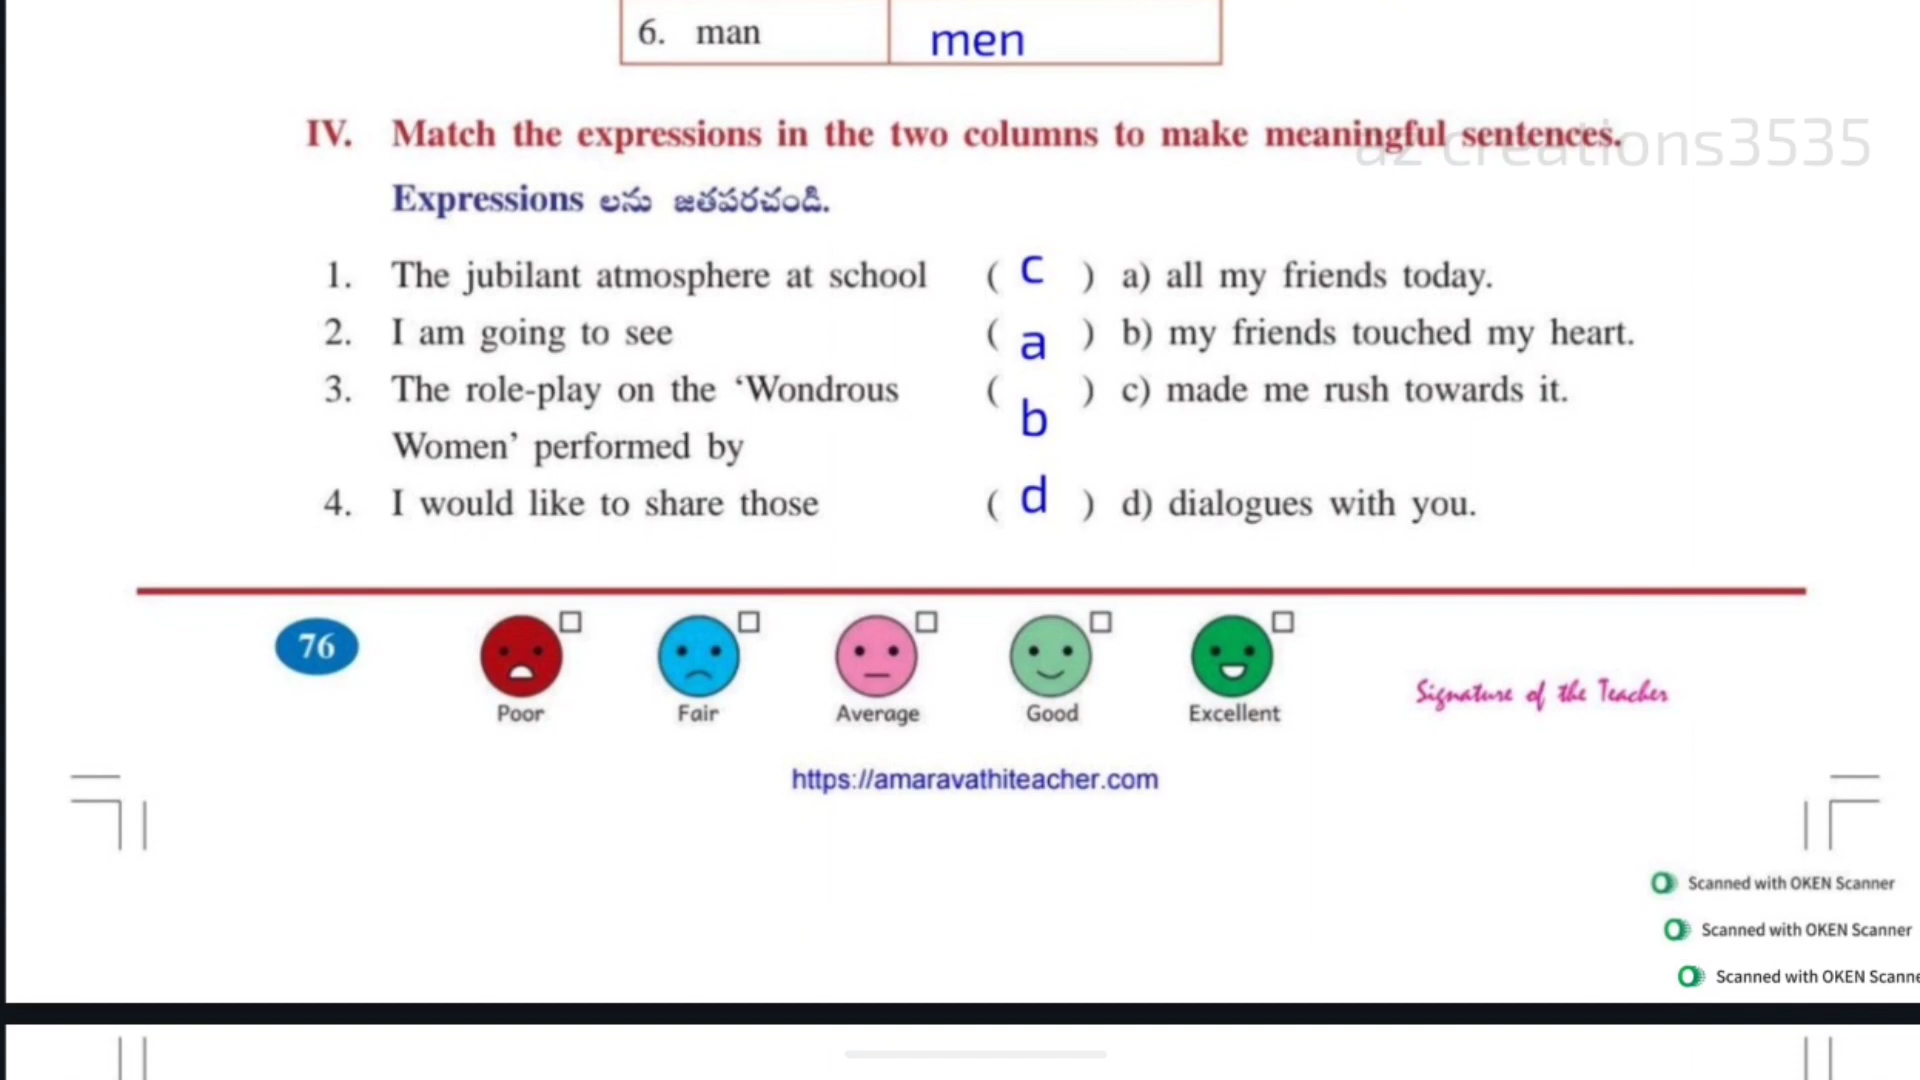 6. man men
IV. Match the expressions in the two columns to make meaningful sentences.
az creations3535
Expressions లను జతపరచండి.
1. The jubilant atmosphere at school ( c ) a) all my friends today.
2. I am going to see ( a ) b) my friends touched my heart.
3. The role-play on the ‘Wondrous ( b ) c) made me rush towards it.
Women’ performed by
4. I would like to share those ( d ) d) dialogues with you.
76
Poor Fair Average Good Excellent
Signature of the Teacher
https://amaravathiteacher.com
Scanned with OKEN Scanner
Scanned with OKEN Scanner
Scanned with OKEN Scanne